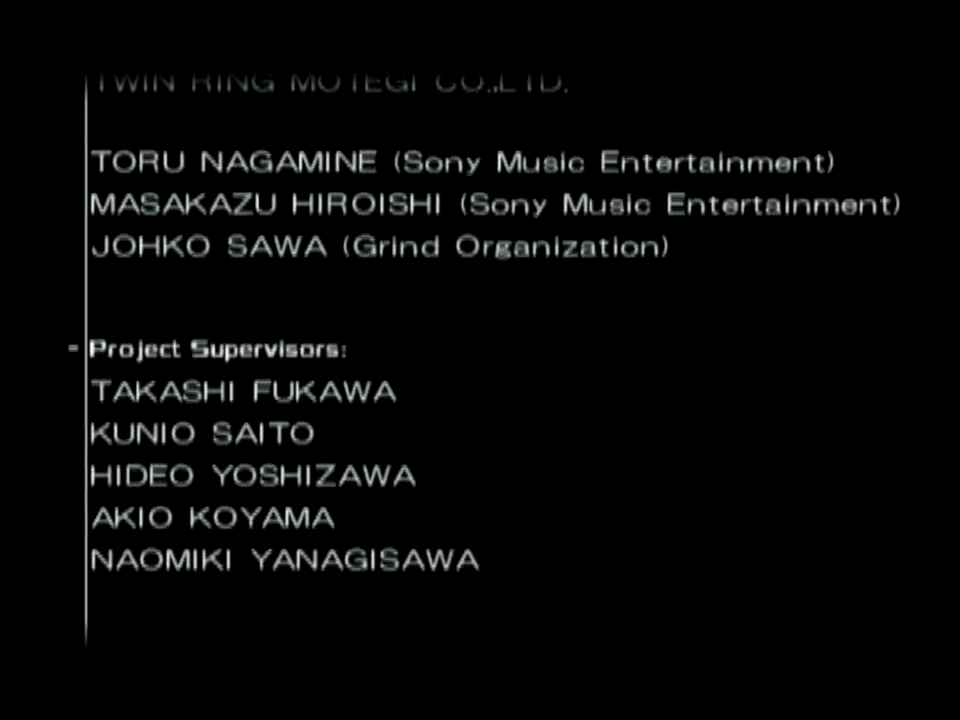 TWIN RING MOTEGI CO.,LTD.
TORU NAGAMINE (Sony Music Entertainment)
MASAKAZU HIROISHI (Sony Music Entertainment)
JOHKO SAWA (Grind Organization)
- Project Supervisors:
TAKASHI FUKAWA
KUNIO SAITO
HIDEO YOSHIZAWA
AKIO KOYAMA
NAOMIKI YANAGISAWA